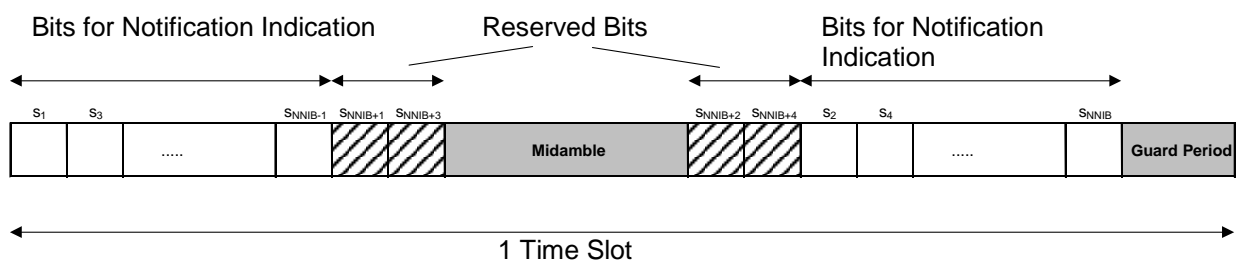 Bits for Notification Indication Reserved Bits Bits for Notification
Indication
s1 s3 sNNIB-1 sNNIB+1 sNNIB+3 sNNIB+2 sNNIB+4 s2 s4 sNNIB
..... Midamble ..... Guard Period
1 Time Slot